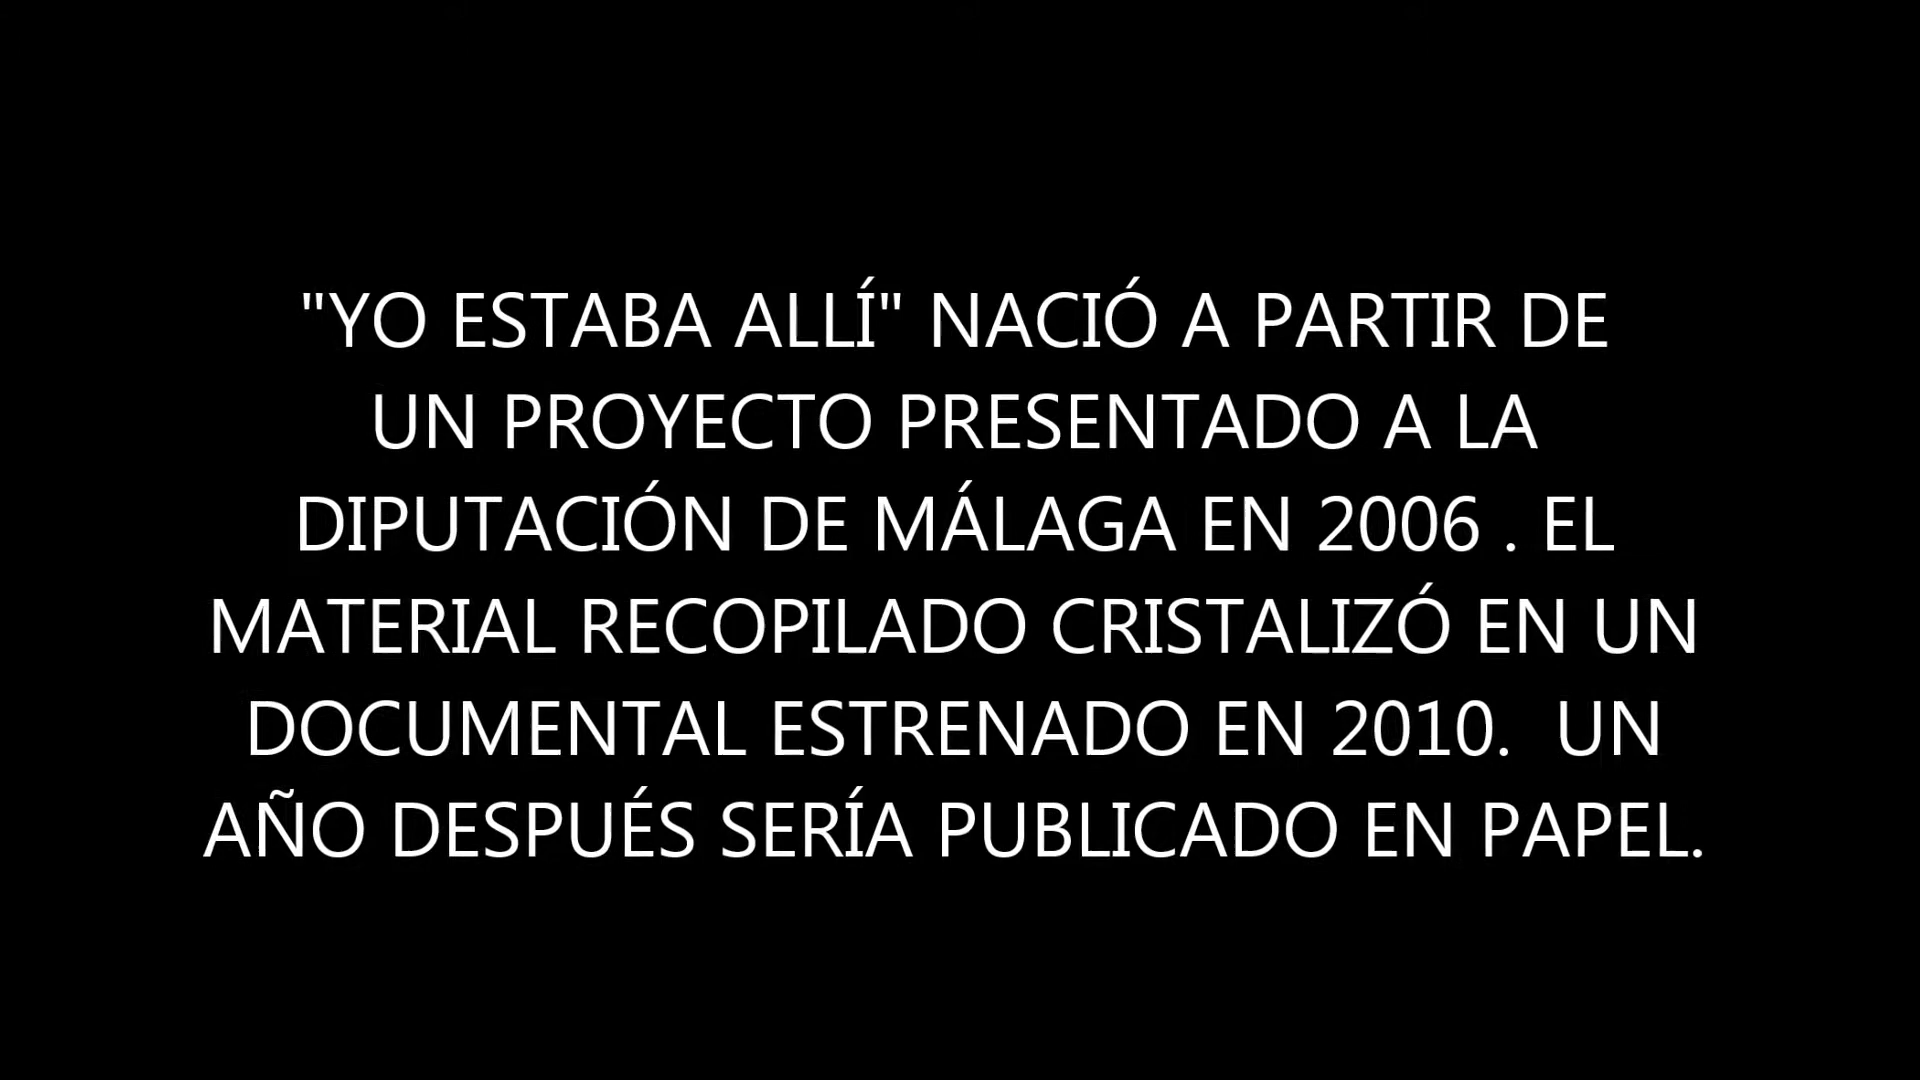 "YO ESTABA ALLÍ" NACIÓ A PARTIR DE
UN PROYECTO PRESENTADO A LA
DIPUTACIÓN DE MÁLAGA EN 2006 . EL
MATERIAL RECOPILADO CRISTALIZÓ EN UN
DOCUMENTAL ESTRENADO EN 2010.  UN
AÑO DESPUÉS SERÍA PUBLICADO EN PAPEL.